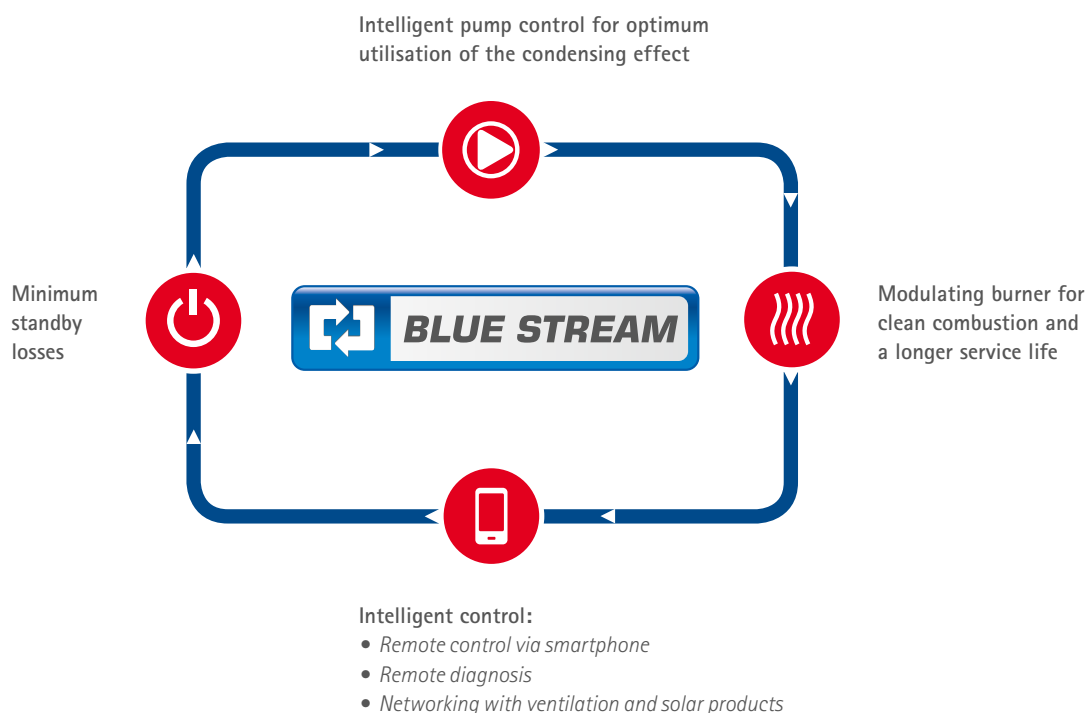 Intelligent pump control for optimum
utilisation of the condensing effect
Minimum
standby
losses
BLUE STREAM
Modulating burner for
clean combustion and
a longer service life
Intelligent control:
• Remote control via smartphone
• Remote diagnosis
• Networking with ventilation and solar products